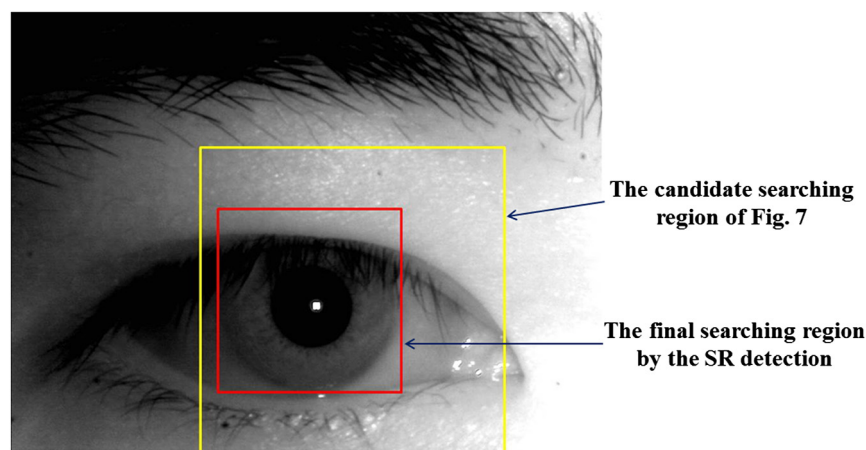 The candidate searching
region of Fig. 7
The final searching region
by the SR detection